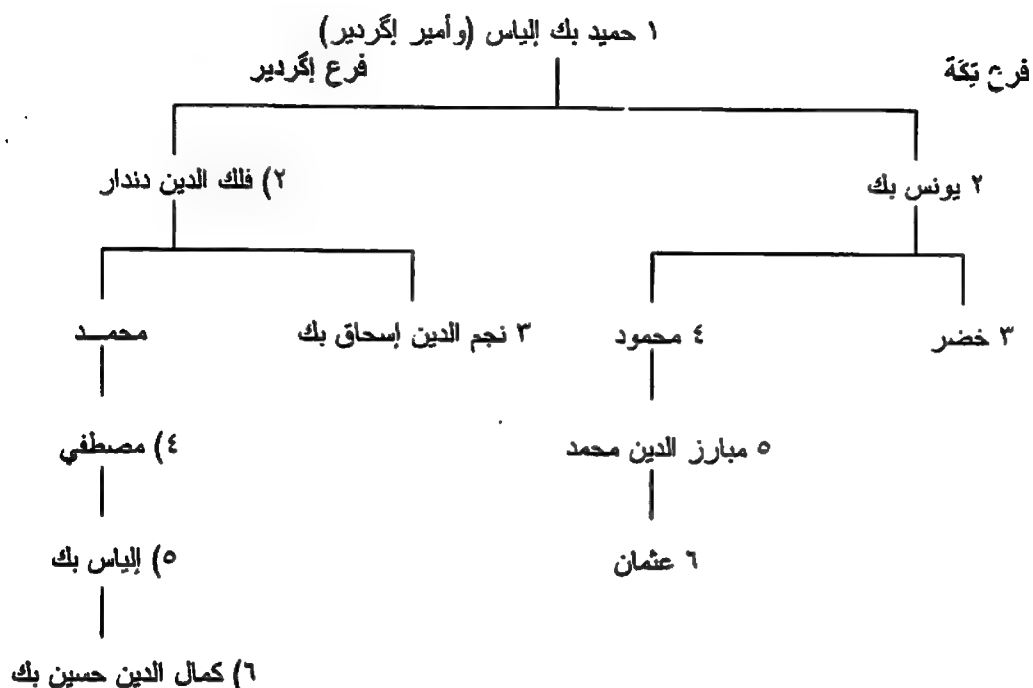 ١ حميد بك إلياس (وأمير إگردير)
فرع تكة
فرع إگردير
٢ يونس بك
٢) فلك الدين دندار
٣ خضر
٤ محمود
٣ نجم الدين إسحاق بك
محمـــد
٥ مبارز الدين محمد
٤) مصطفي
٦ عثمان
٥) إلياس بك
٦) كمال الدين حسين بك